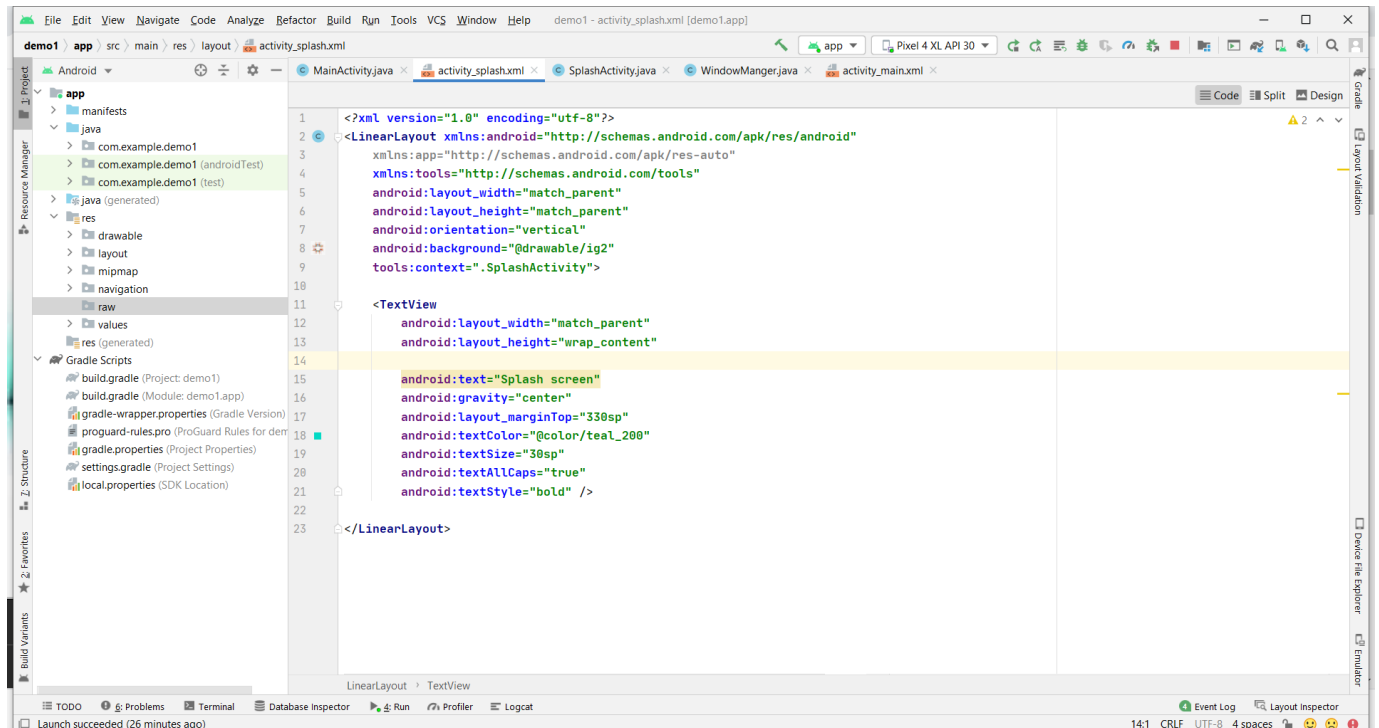 File Edit View Navigate Code Analyze Refactor Build Run Tools VCS Window Help demo1 - activity_splash.xml [demo1.app]
demo1 app src main res layout activity_splash.xml app Pixel 4 XL API 30
Android MainActivity.java activity_splash.xml SplashActivity.java WindowManger.java activity_main.xml
Code Split Design
1: Project
Resource Manager
Z: Structure
2: Favorites
Build Variants
app
manifests
java
com.example.demo1
com.example.demo1 (androidTest)
com.example.demo1 (test)
java (generated)
res
drawable
layout
mipmap
navigation
raw
values
res (generated)
Gradle Scripts
build.gradle (Project: demo1)
build.gradle (Module: demo1.app)
gradle-wrapper.properties (Gradle Version)
proguard-rules.pro (ProGuard Rules for dem
gradle.properties (Project Properties)
settings.gradle (Project Settings)
local.properties (SDK Location)
1 <?xml version="1.0" encoding="utf-8"?>
2 C <LinearLayout xmlns:android="http://schemas.android.com/apk/res/android"
3 xmlns:app="http://schemas.android.com/apk/res-auto"
4 xmlns:tools="http://schemas.android.com/tools"
5 android:layout_width="match_parent"
6 android:layout_height="match_parent"
7 android:orientation="vertical"
8 android:background="@drawable/ig2"
9 tools:context=".SplashActivity">
10
11 <TextView
12 android:layout_width="match_parent"
13 android:layout_height="wrap_content"
14
15 android:text="Splash screen"
16 android:gravity="center"
17 android:layout_marginTop="330sp"
18 android:textColor="@color/teal_200"
19 android:textSize="30sp"
20 android:textAllCaps="true"
21 android:textStyle="bold" />
22
23 </LinearLayout>
2
Gradle
Layout Validation
Device File Explorer
Emulator
LinearLayout TextView
TODO 6: Problems Terminal Database Inspector 4: Run Profiler Logcat 4 Event Log Layout Inspector
Launch succeeded (26 minutes ago) 14:1 CRLF UTF-8 4 spaces